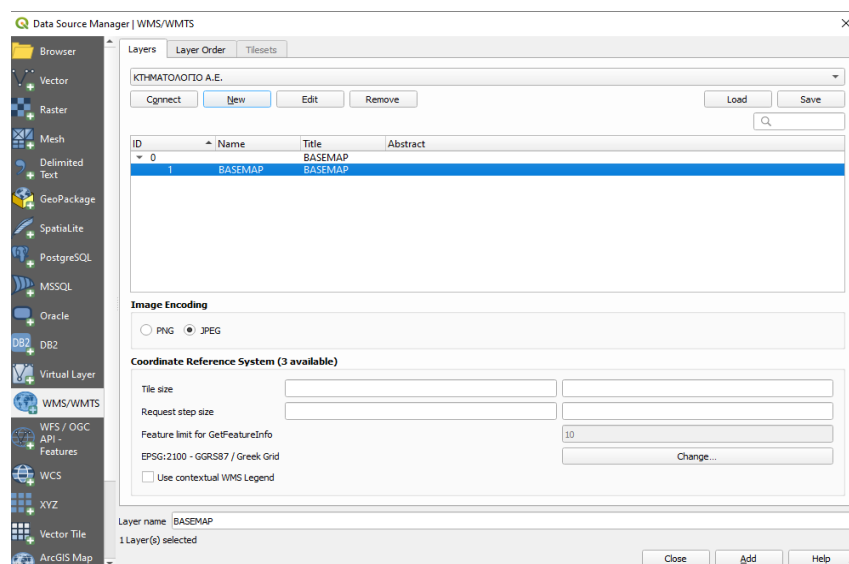 Data Source Manager | WMS/WMTS
Browser
Vector
Raster
Mesh
Delimited
Text
GeoPackage
SpatiaLite
PostgreSQL
MSSQL
Oracle
DB2 DB2
Virtual Layer
WMS/WMTS
WFS / OGC
API -
Features
WCS
XYZ
Vector Tile
ArcGIS Map
Layers Layer Order Tilesets
ΚΤΗΜΑΤΟΛΟΓΙΟ Α.Ε.
Connect New Edit Remove Load Save
ID Name Title Abstract
0 BASEMAP
1 BASEMAP BASEMAP
Image Encoding
PNG JPEG
Coordinate Reference System (3 available)
Tile size
Request step size
Feature limit for GetFeatureInfo 10
EPSG:2100 - GGRS87 / Greek Grid Change...
Use contextual WMS Legend
Layer name BASEMAP
1 Layer(s) selected
Close Add Help